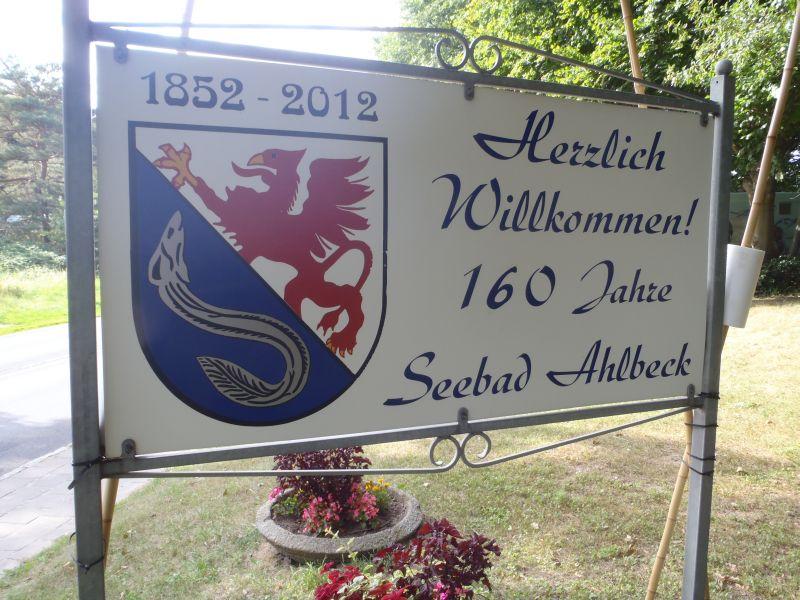 1852 - 2012
Herzlich
Willkommen!
160 Jahre
Seebad Ahlbeck